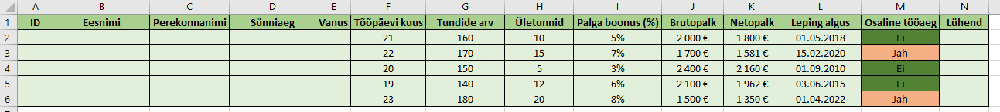 A B C D E F G H I J K L M N
1 ID Eesnimi Perekonnanimi Sünniaeg Vanus Tööpäevi kuus Tundide arv Ületunnid Palga boonus (%) Brutopalk Netopalk Leping algus Osaline tööaeg Lühend
2 21 160 10 5% 2 000 € 1 800 € 01.05.2018 Ei
3 22 170 15 7% 1 700 € 1 581 € 15.02.2020 Jah
4 20 150 5 3% 2 400 € 2 160 € 01.09.2010 Ei
5 19 140 12 6% 2 100 € 1 962 € 03.06.2015 Ei
6 23 180 20 8% 1 500 € 1 350 € 01.04.2022 Jah